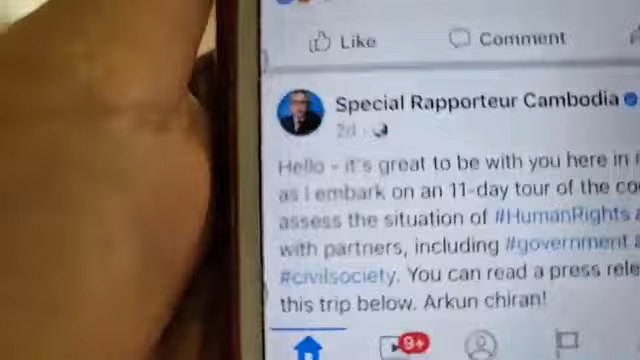 Like Comment
Special Rapporteur Cambodia
2d
Hello - it's great to be with you here in
as I embark on an 11-day tour of the
assess the situation of #HumanRights
with partners, including #government
#civilsociety. You can read a press
this trip below. Arkun chiran!
9+